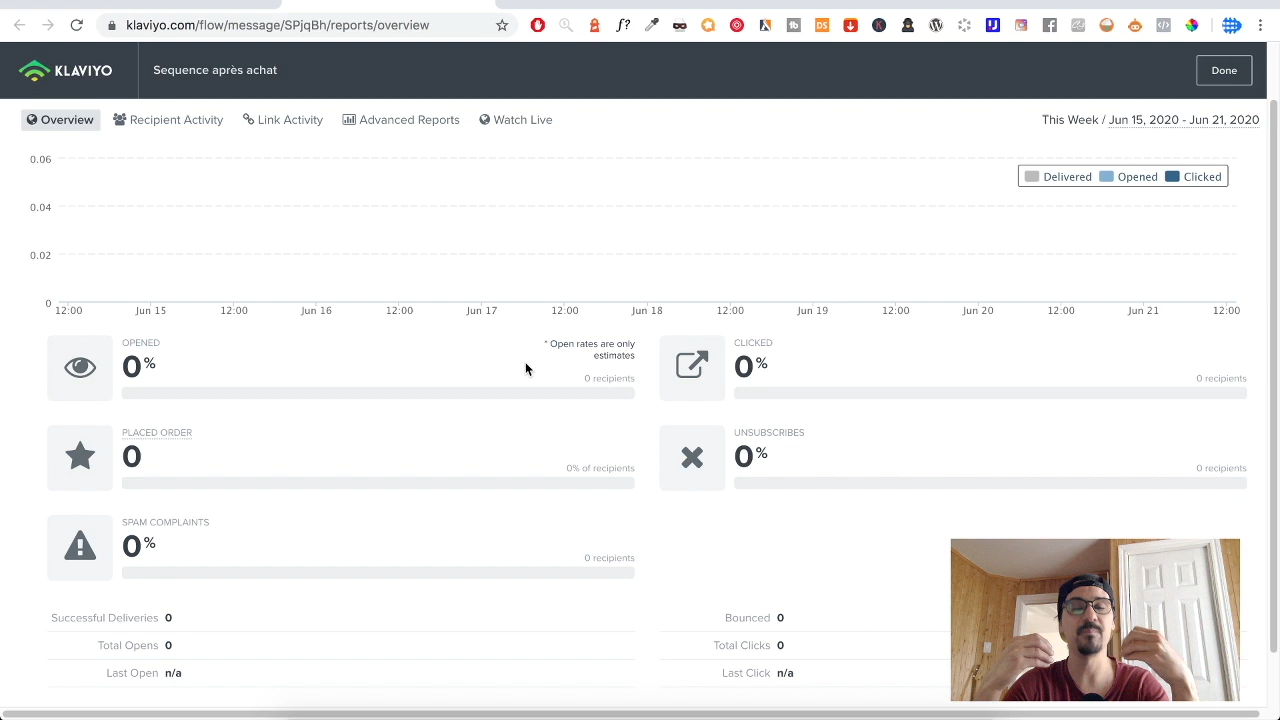 klaviyo.com/flow/message/SPjqBh/reports/overview
KLAVIYO
Sequence après achat
Done
Overview
Recipient Activity
Link Activity
Advanced Reports
Watch Live
This Week / Jun 15, 2020 - Jun 21, 2020
0.06
Delivered Opened Clicked
0.04
0.02
0
12:00 Jun 15 12:00 Jun 16 12:00 Jun 17 12:00 Jun 18 12:00 Jun 19 12:00 Jun 20 12:00 Jun 21 12:00
OPENED
0%
* Open rates are only
estimates
0 recipients
CLICKED
0%
0 recipients
PLACED ORDER
0
0% of recipients
UNSUBSCRIBES
0%
0 recipients
SPAM COMPLAINTS
0%
0 recipients
Successful Deliveries 0
Bounced 0
Total Opens 0
Total Clicks 0
Last Open n/a
Last Click n/a